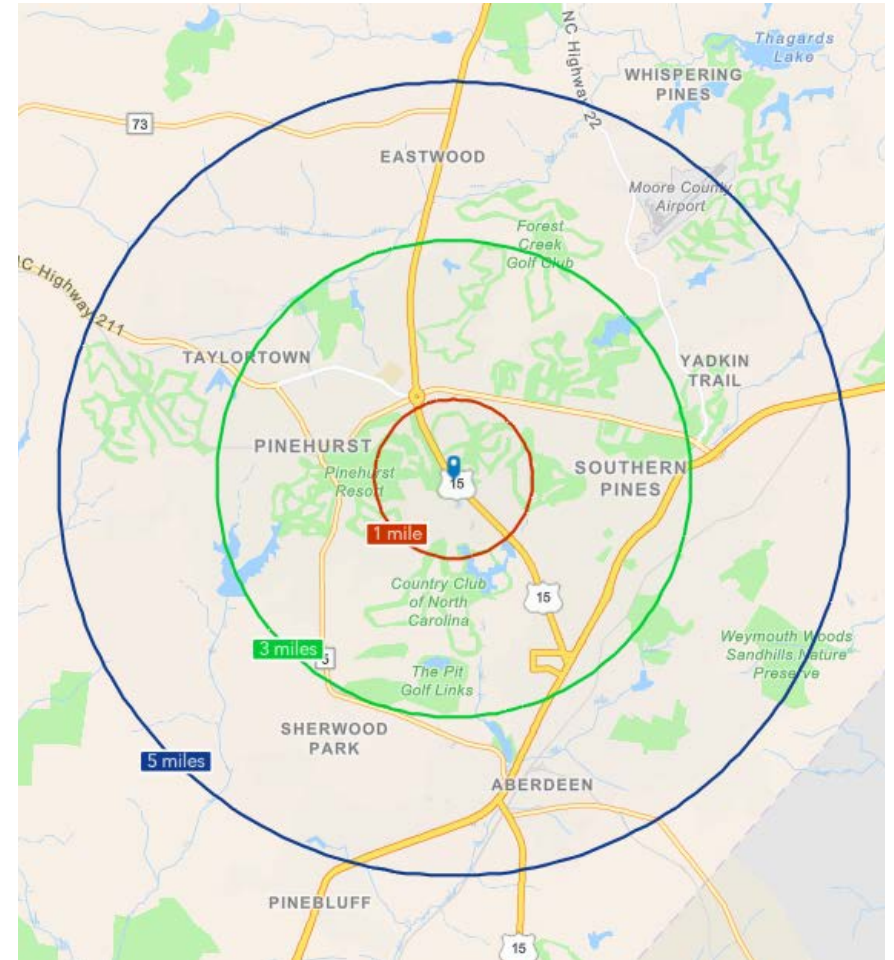 NC Highway 22
Thagards
Lake
WHISPERING
PINES
73
EASTWOOD
Moore County
Airport
Forest
Creek
Golf Club
NC Highway 211
TAYLORTOWN
YADKIN
TRAIL
PINEHURST
Pinehurst
Resort
15
SOUTHERN
PINES
1 mile
Country Club
of North
Carolina
15
3 miles
5
Weymouth Woods
Sandhills Nature
Preserve
The Pit
Golf Links
SHERWOOD
PARK
5 miles
ABERDEEN
PINEBLUFF
15